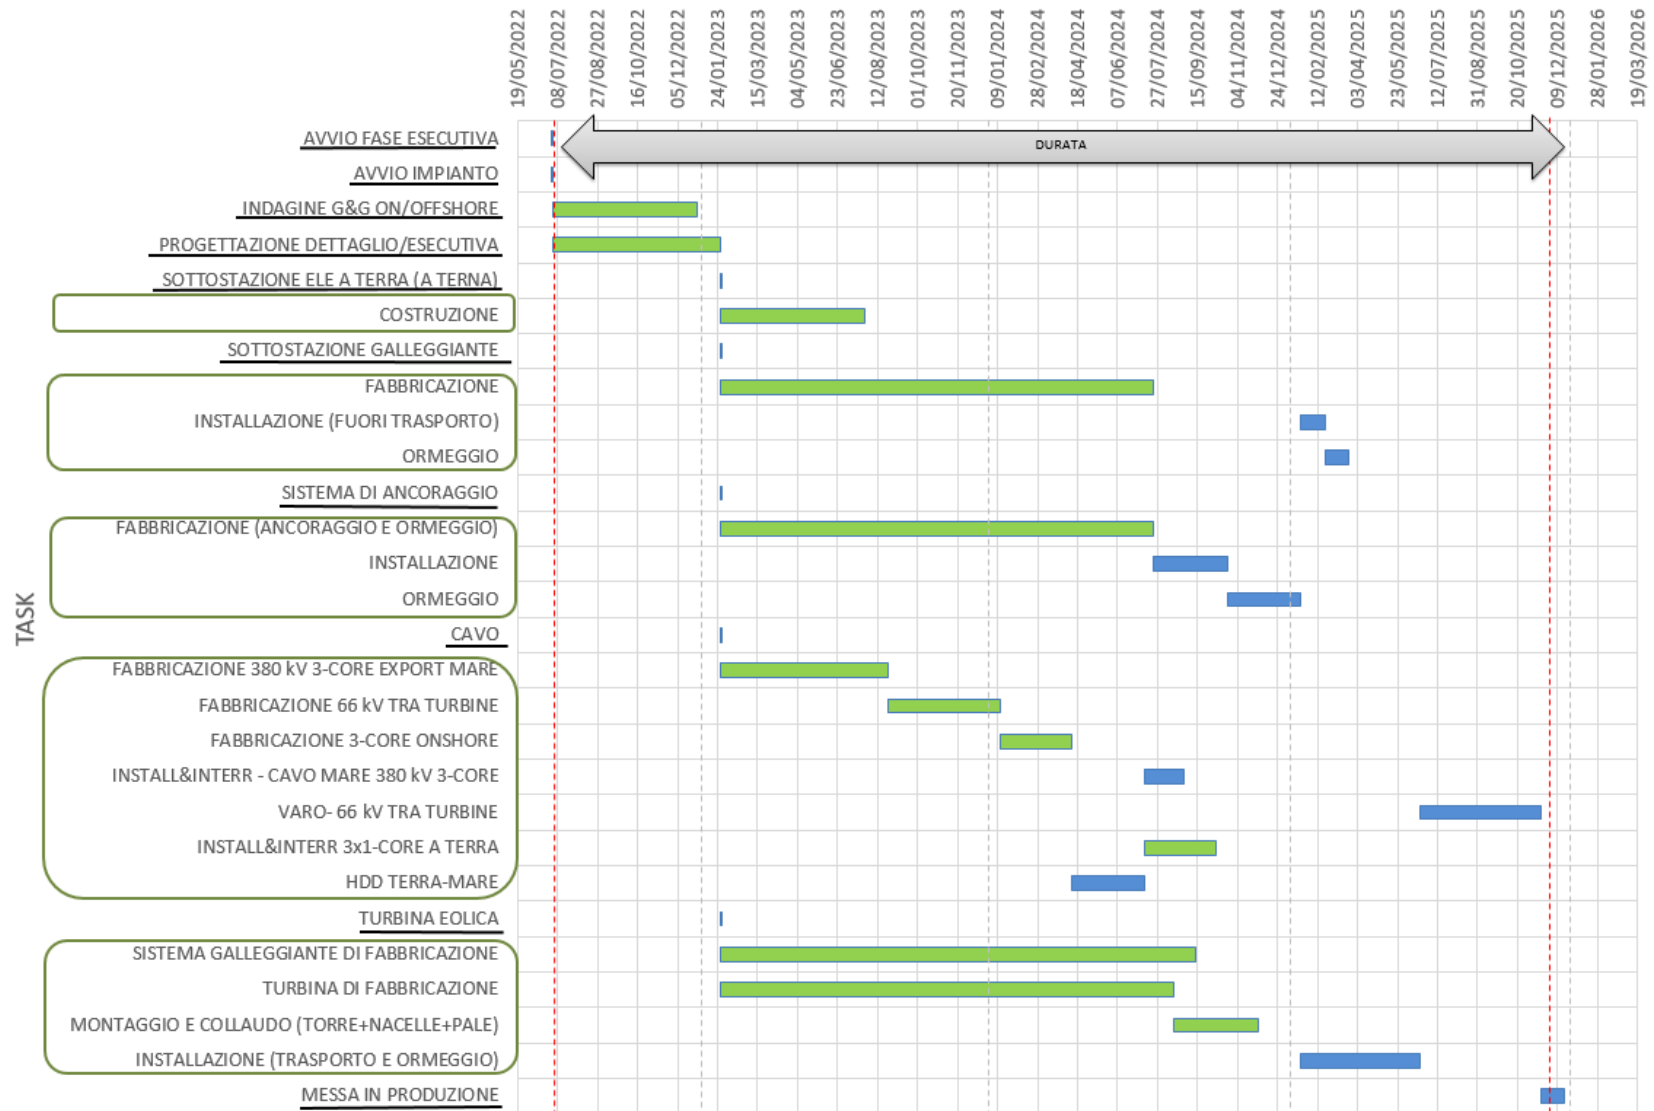 19/05/2022
08/07/2022
27/08/2022
16/10/2022
05/12/2022
24/01/2023
15/03/2023
04/05/2023
23/06/2023
12/08/2023
01/10/2023
20/11/2023
09/01/2024
28/02/2024
18/04/2024
07/06/2024
27/07/2024
15/09/2024
04/11/2024
24/12/2024
12/02/2025
03/04/2025
23/05/2025
12/07/2025
31/08/2025
20/10/2025
09/12/2025
28/01/2026
19/03/2026
AVVIO FASE ESECUTIVA
DURATA
AVVIO IMPIANTO
INDAGINE G&G ON/OFFSHORE
PROGETTAZIONE DETTAGLIO/ESECUTIVA
SOTTOSTAZIONE ELE A TERRA (A TERNA)
COSTRUZIONE
SOTTOSTAZIONE GALLEGGIANTE
FABBRICAZIONE
INSTALLAZIONE (FUORI TRASPORTO)
ORMEGGIO
SISTEMA DI ANCORAGGIO
FABBRICAZIONE (ANCORAGGIO E ORMEGGIO)
INSTALLAZIONE
ORMEGGIO
TASK
CAVO
FABBRICAZIONE 380 kV 3-CORE EXPORT MARE
FABBRICAZIONE 66 kV TRA TURBINE
FABBRICAZIONE 3-CORE ONSHORE
INSTALL&INTERR - CAVO MARE 380 kV 3-CORE
VARO- 66 kV TRA TURBINE
INSTALL&INTERR 3x1-CORE A TERRA
HDD TERRA-MARE
TURBINA EOLICA
SISTEMA GALLEGGIANTE DI FABBRICAZIONE
TURBINA DI FABBRICAZIONE
MONTAGGIO E COLLAUDO (TORRE+NACELLE+PALE)
INSTALLAZIONE (TRASPORTO E ORMEGGIO)
MESSA IN PRODUZIONE